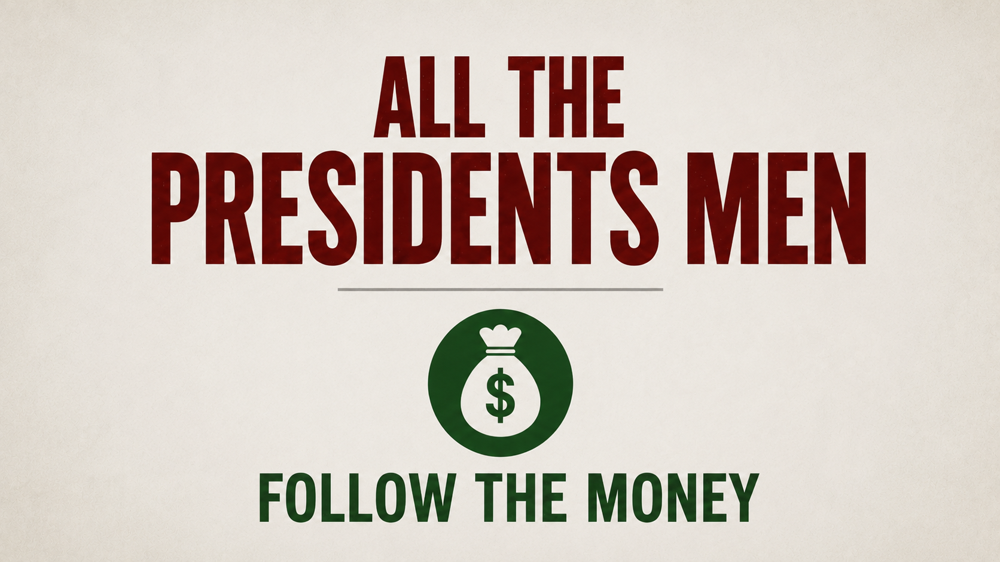 ALL THE
PRESIDENTS MEN
$
FOLLOW THE MONEY